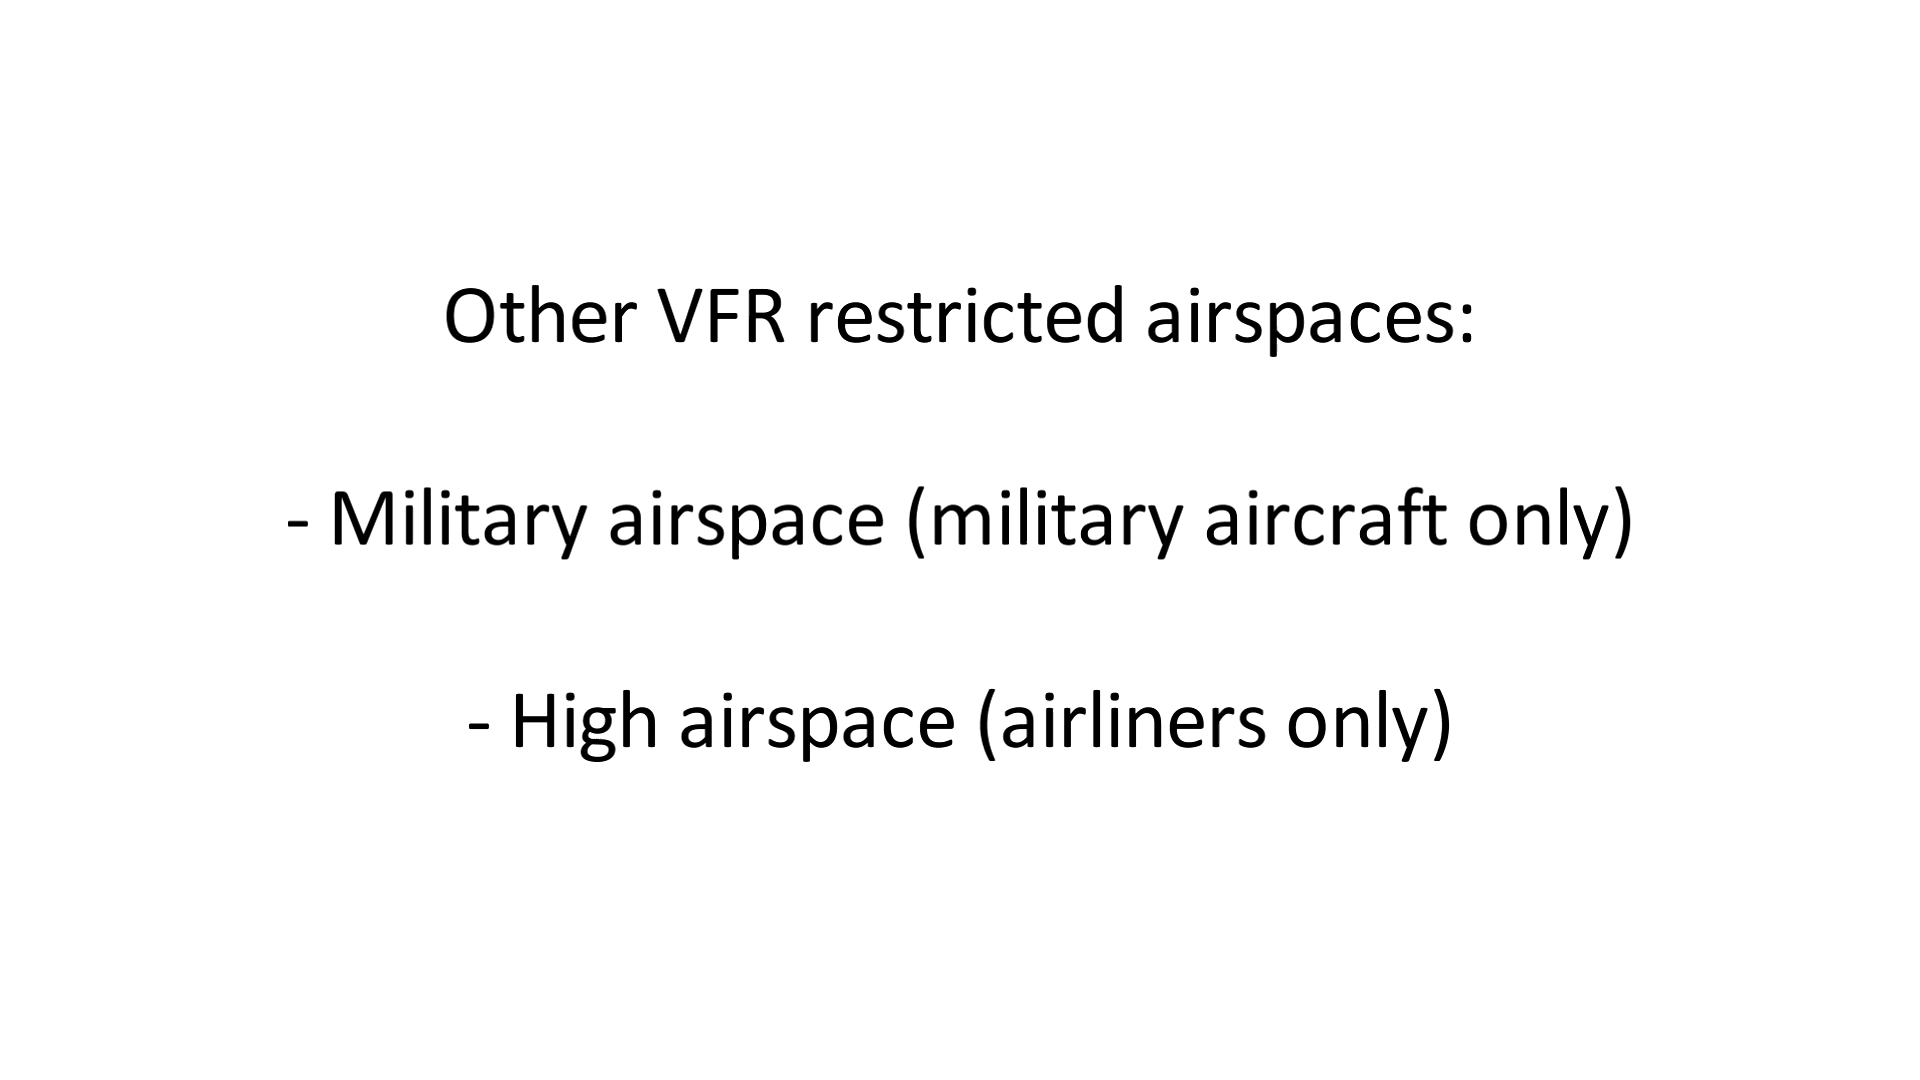 Other VFR restricted airspaces:
- Military airspace (military aircraft only)
- High airspace (airliners only)